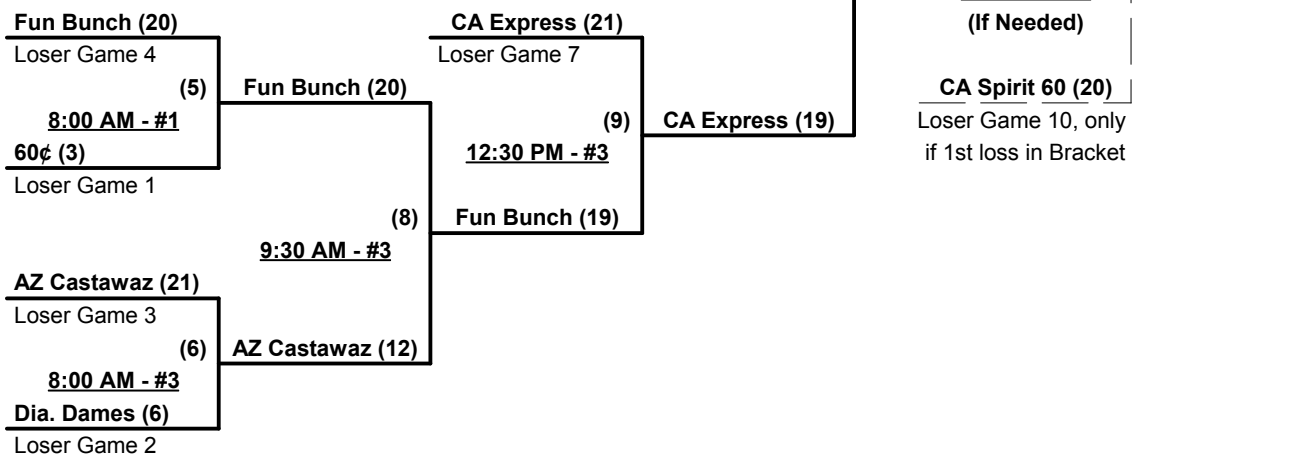 Fun Bunch (20)
Loser Game 4
(5)
8:00 AM - #1
60¢ (3)
Loser Game 1
Fun Bunch (20)
(8)
9:30 AM - #3
AZ Castawaz (21)
Loser Game 3
(6)
8:00 AM - #3
Dia. Dames (6)
Loser Game 2
AZ Castawaz (12)
CA Express (21)
Loser Game 7
(9)
12:30 PM - #3
Fun Bunch (19)
CA Express (19)
(If Needed)
CA Spirit 60 (20)
Loser Game 10, only
if 1st loss in Bracket